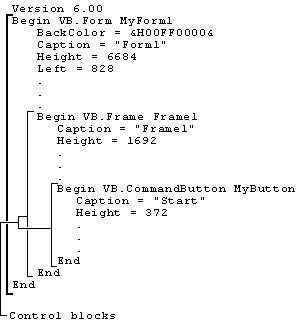 Version 6.00
Begin VB.Form MyForm1
BackColor = &H00FF0000&
Caption = "Form1"
Height = 6684
Left = 828
.
.
.
Begin VB.Frame Frame1
Caption = "Frame1"
Height = 1692
.
.
.
Begin VB.CommandButton MyButton
Caption = "Start"
Height = 372
.
.
.
End
End
End
Control blocks